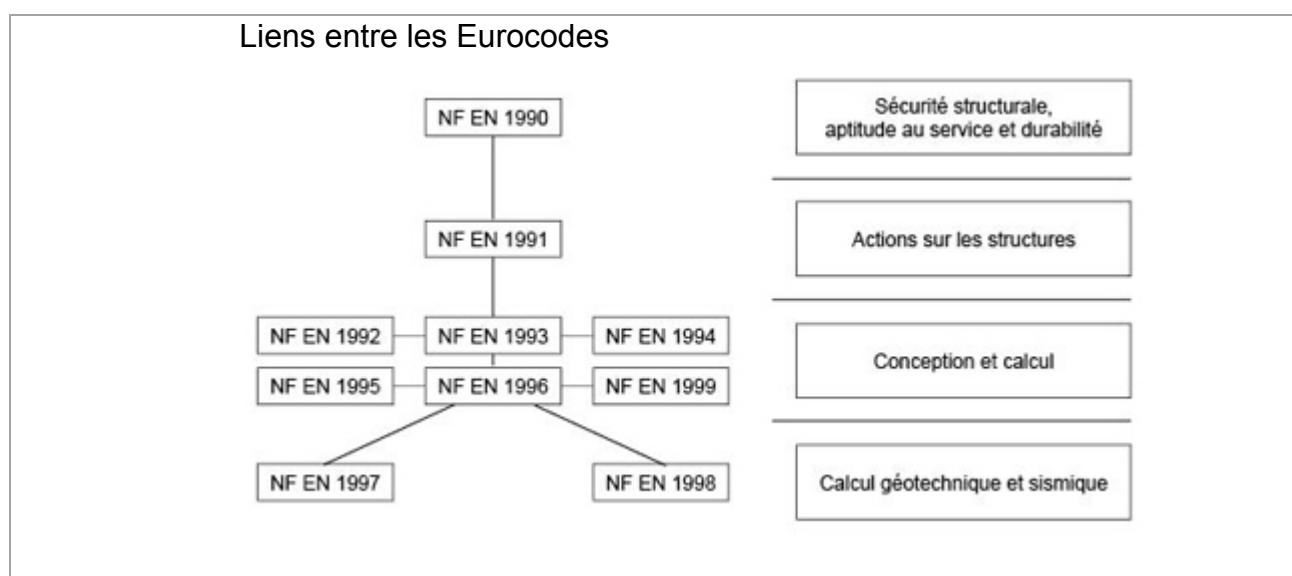 Liens entre les Eurocodes
NF EN 1990
Sécurité structurale,
aptitude au service et durabilité
NF EN 1991
Actions sur les structures
NF EN 1992
NF EN 1993
NF EN 1994
NF EN 1995
NF EN 1996
NF EN 1999
Conception et calcul
NF EN 1997
NF EN 1998
Calcul géotechnique et sismique